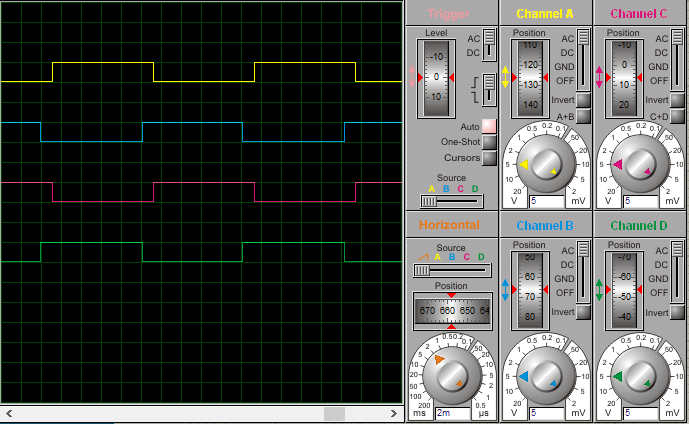 Trigger
Level
-10
0
10
AC
DC
Auto
One-Shot
Cursors
Source
A B C D
Channel A
Position
110
120
130
140
AC
DC
GND
OFF
Invert
A+B
0.5 0.2 0.1
1 50
2 20
5 10
10 5
20 2
V 5 mV
Channel C
Position
-10
0
10
20
AC
DC
GND
OFF
Invert
C+D
0.5 0.2 0.1
1 50
2 20
5 10
10 5
20 2
V 5 mV
Horizontal
Source
A B C D
Position
670 660 650 64
1 0.5 0.2
2 0.1
5 50
10 20
20 10
50 5
100 2
200 1
0.5
ms 2m µs
Channel B
Position
50
60
70
80
AC
DC
GND
OFF
Invert
0.5 0.2 0.1
1 50
2 20
5 10
10 5
20 2
V 5 mV
Channel D
Position
-70
-60
-50
-40
AC
DC
GND
OFF
Invert
0.5 0.2 0.1
1 50
2 20
5 10
10 5
20 2
V 5 mV